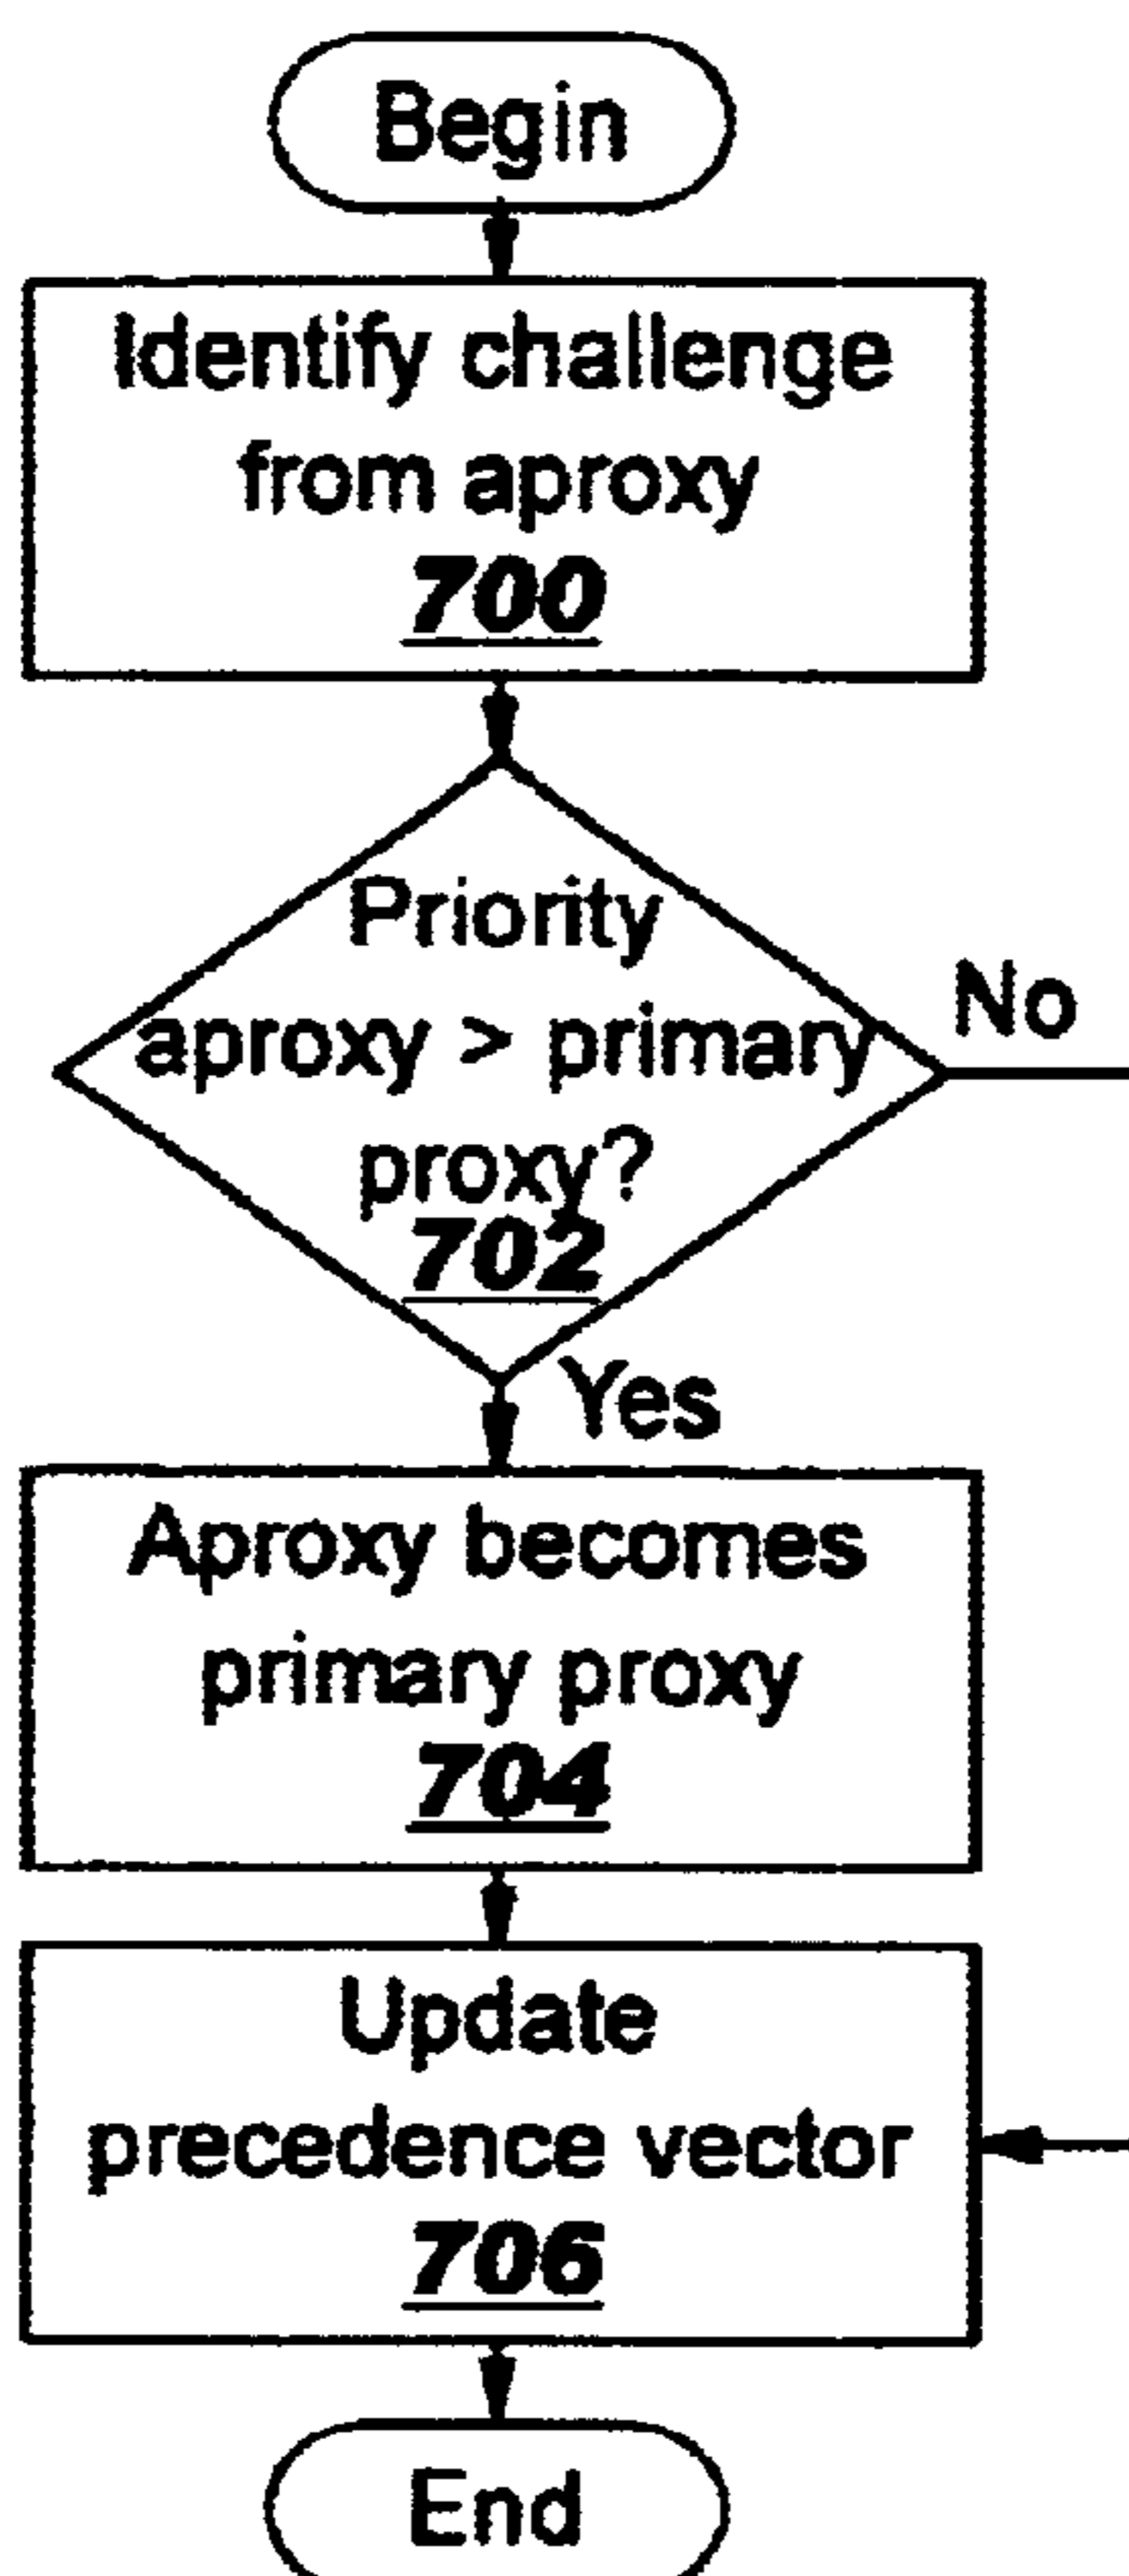 Begin
Identify challenge
from aproxy
700
Priority
aproxy > primary
proxy?
702
No
Yes
Aproxy becomes
primary proxy
704
Update
precedence vector
706
End